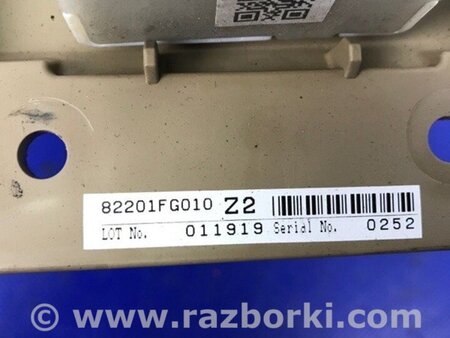 82201FG010 Z2
LOT No. 011919 Serial No. 0252
© www.razborki.com